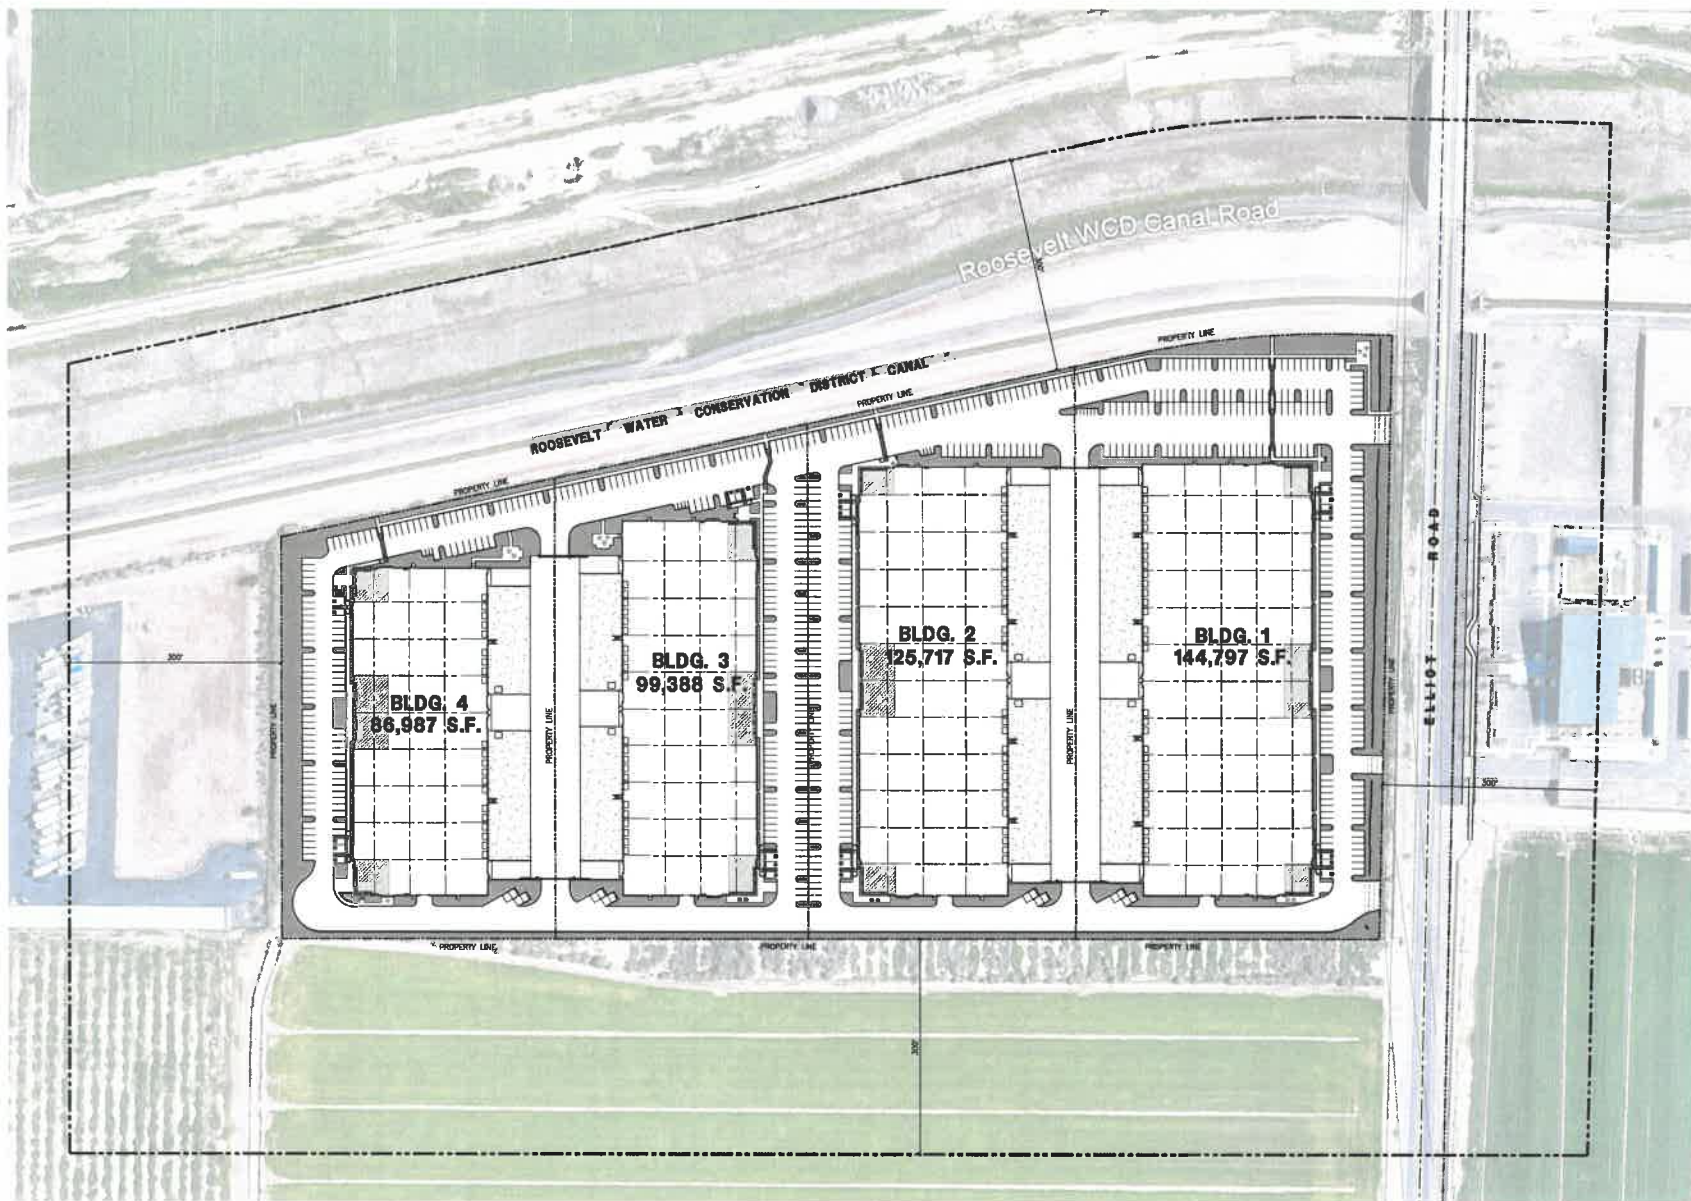 Roosevelt WCD Canal Road
300'
PROPERTY LINE
ROOSEVELT WATER CONSERVATION DISTRICT CANAL
PROPERTY LINE
PROPERTY LINE
ELLIOT ROAD
BLDG. 2
125,717 S.F.
BLDG. 1
144,797 S.F.
BLDG. 3
99,388 S.F.
BLDG. 4
86,987 S.F.
300'
PROPERTY LINE
PROPERTY LINE
PROPERTY LINE
PROPERTY LINE
PROPERTY LINE
300'
PROPERTY LINE
PROPERTY LINE
PROPERTY LINE
300'